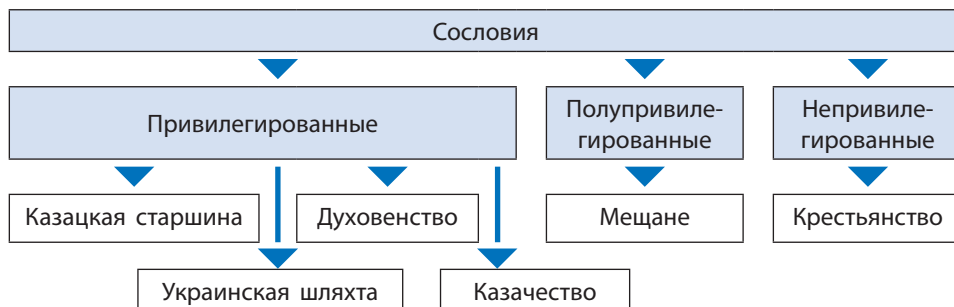 Сословия
Привилегированные
Полупривиле-
гированные
Непривиле-
гированные
Казацкая старшина
Духовенство
Мещане
Крестьянство
Украинская шляхта
Казачество